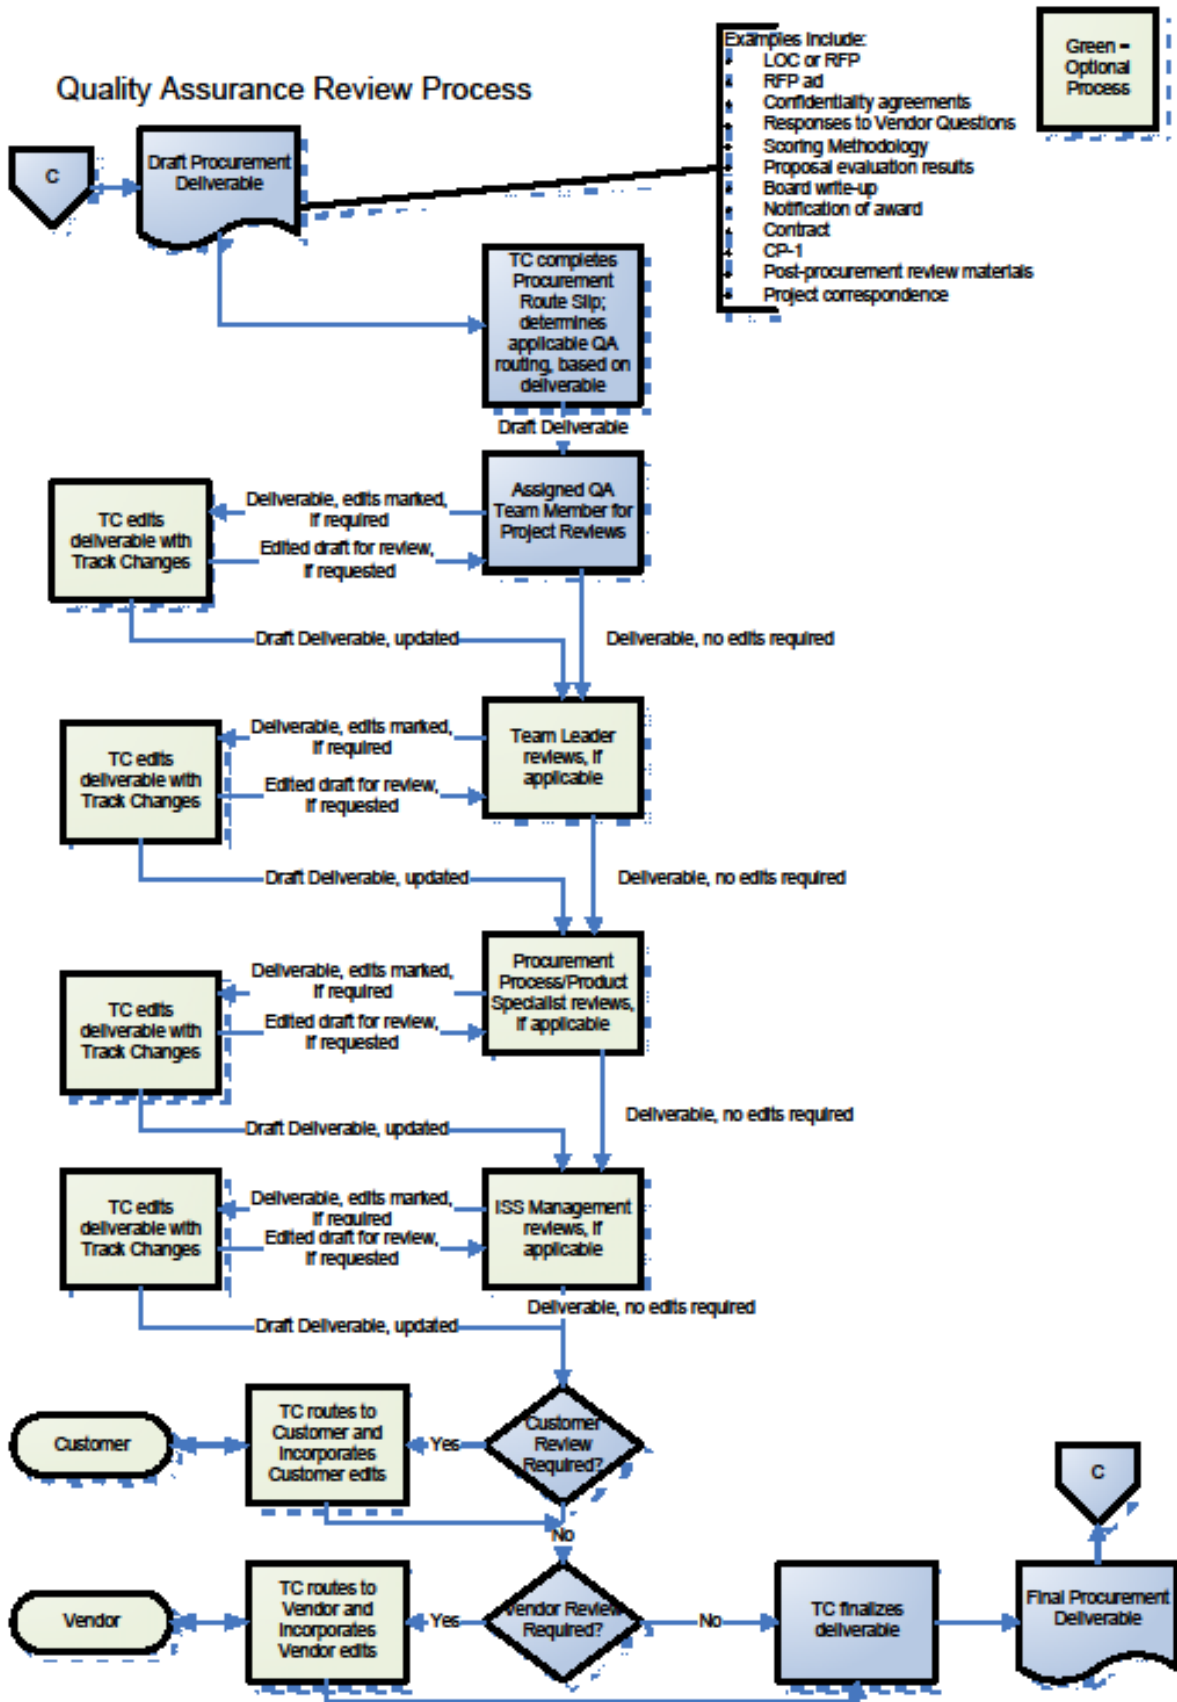 Quality Assurance Review Process
Examples Include:
LOC or RFP
RFP ad
Confidentiality agreements
Responses to Vendor Questions
Scoring Methodology
Proposal evaluation results
Board write-up
Notification of award
Contract
CP-1
Post-procurement review materials
Project correspondence
Green =
Optional
Process
C
Draft Procurement
Deliverable
TC completes
Procurement
Route Slip;
determines
applicable QA
routing, based on
deliverable
Draft Deliverable
Assigned QA
Team Member for
Project Reviews
Deliverable, edits marked,
If required
Edited draft for review,
If requested
TC edits
deliverable with
Track Changes
Draft Deliverable, updated
Deliverable, no edits required
Team Leader
reviews, If
applicable
Deliverable, edits marked,
If required
Edited draft for review,
If requested
TC edits
deliverable with
Track Changes
Draft Deliverable, updated
Deliverable, no edits required
Procurement
Process/Product
Specialist reviews,
If applicable
Deliverable, edits marked,
If required
Edited draft for review,
If requested
TC edits
deliverable with
Track Changes
Draft Deliverable, updated
Deliverable, no edits required
ISS Management
reviews, If
applicable
Deliverable, edits marked,
If required
Edited draft for review,
If requested
TC edits
deliverable with
Track Changes
Draft Deliverable, updated
Deliverable, no edits required
Customer
Review
Required?
Yes
TC routes to
Customer and
Incorporates
Customer edits
Customer
No
Vendor Review
Required?
Yes
TC routes to
Vendor and
Incorporates
Vendor edits
Vendor
No
TC finalizes
deliverable
Final Procurement
Deliverable
C